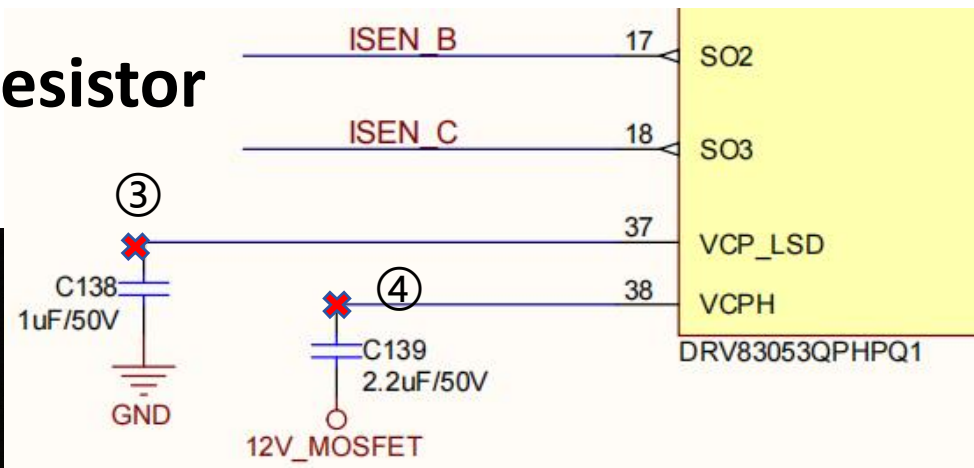 ISEN_B
17
SO2
esistor
ISEN_C
18
SO3
③
37
VCP_LSD
C138
1uF/50V
④
38
VCPH
C139
2.2uF/50V
DRV83053QPHPQ1
GND
12V_MOSFET